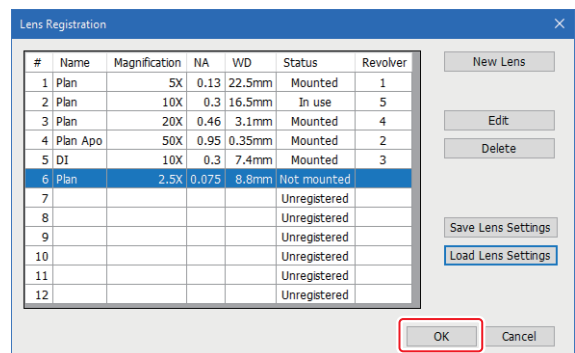 Lens Registration
# Name Magnification NA WD Status Revolver
1 Plan 5X 0.13 22.5mm Mounted 1
2 Plan 10X 0.3 16.5mm In use 5
3 Plan 20X 0.46 3.1mm Mounted 4
4 Plan Apo 50X 0.95 0.35mm Mounted 2
5 DI 10X 0.3 7.4mm Mounted 3
6 Plan 2.5X 0.075 8.8mm Not mounted
7 Unregistered
8 Unregistered
9 Unregistered
10 Unregistered
11 Unregistered
12 Unregistered
New Lens
Edit
Delete
Save Lens Settings
Load Lens Settings
OK Cancel